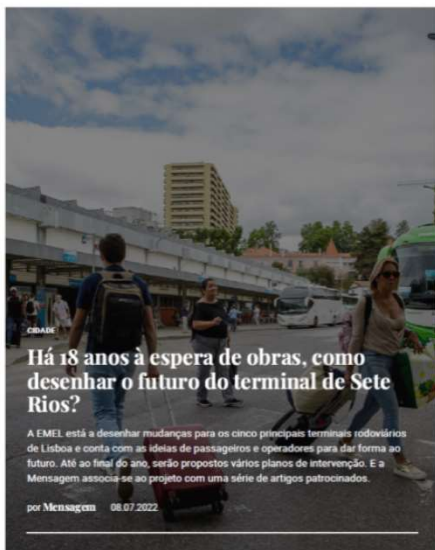 CIDADE
Há 18 anos à espera de obras, como
desenhar o futuro do terminal de Sete
Rios?
A EMEL está a desenhar mudanças para os cinco principais terminais rodoviários
de Lisboa e conta com as ideias de passageiros e operadores para dar forma ao
futuro. Até ao final do ano, serão propostos vários planos de intervenção. E a
Mensagem associa-se ao projeto com uma série de artigos patrocinados.
por Mensagem 08.07.2022